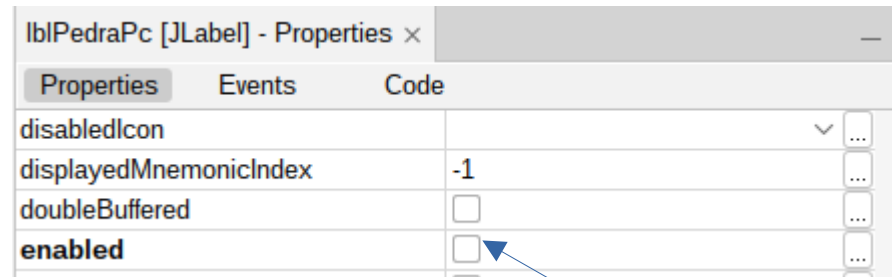 lblPedraPc [JLabel] - Properties ×
Properties Events Code
disabledIcon ...
displayedMnemonicIndex -1 ...
doubleBuffered ...
enabled ...